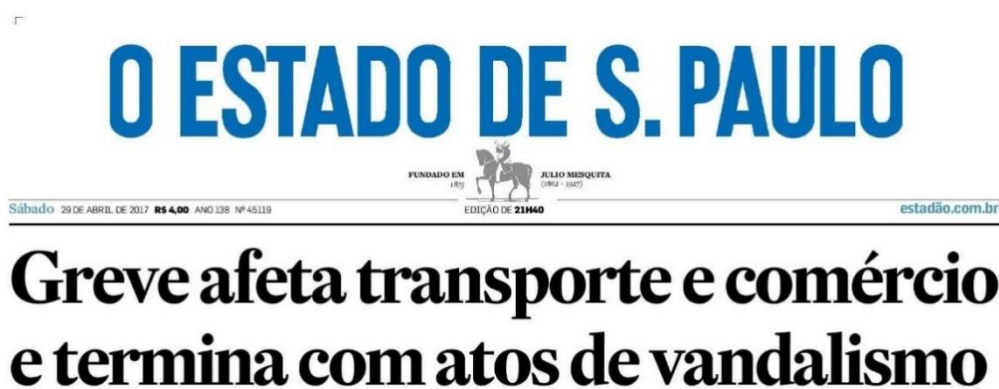 O ESTADO DE S. PAULO
FUNDADO EM
1875
JULIO MESQUITA
(1862 - 1927)
Sábado 29 DE ABRIL DE 2017 R$ 4,00 ANO 138 Nº 45119
EDIÇÃO DE 21H40
estadão.com.br
Greve afeta transporte e comércio
e termina com atos de vandalismo